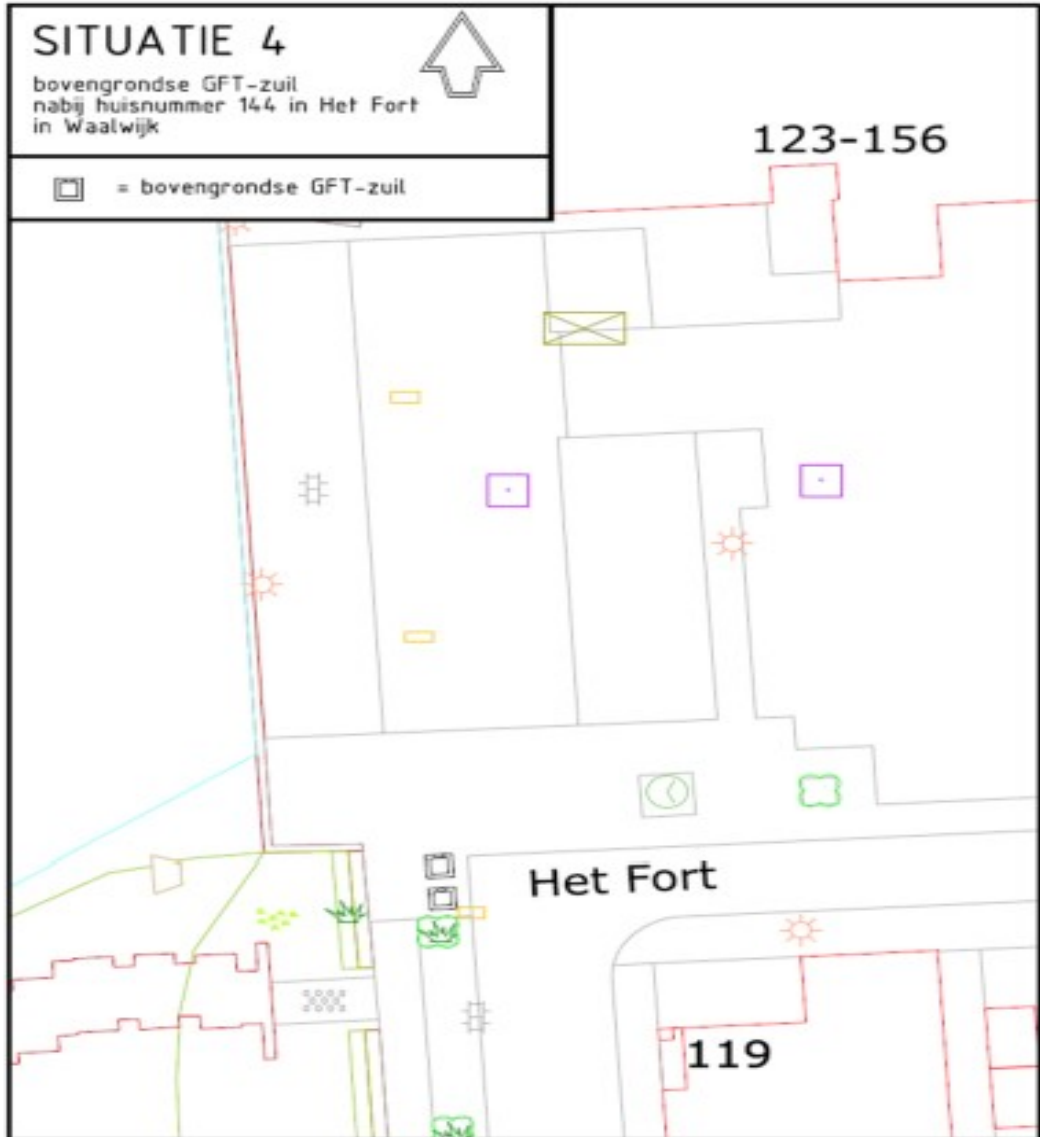 SITUATIE 4
bovengrondse GFT-zuil
nabij huisnummer 144 in Het Fort
in Waalwijk
= bovengrondse GFT-zuil
123-156
Het Fort
119